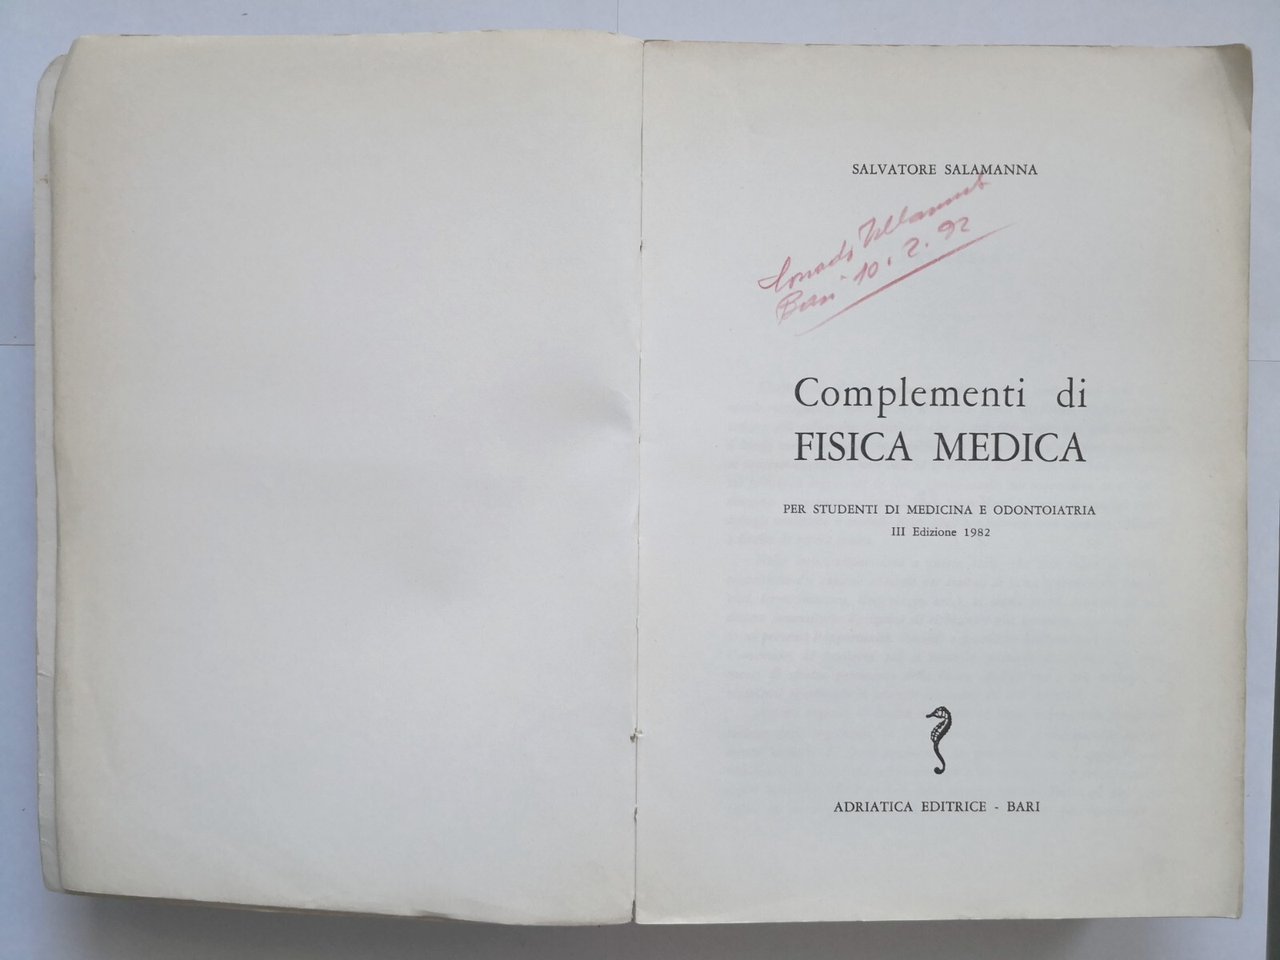 SALVATORE SALAMANNA
Corrado
Bari 10.2.92
Complementi di
FISICA MEDICA
PER STUDENTI DI MEDICINA E ODONTOIATRIA
III Edizione 1982
ADRIATICA EDITRICE - BARI